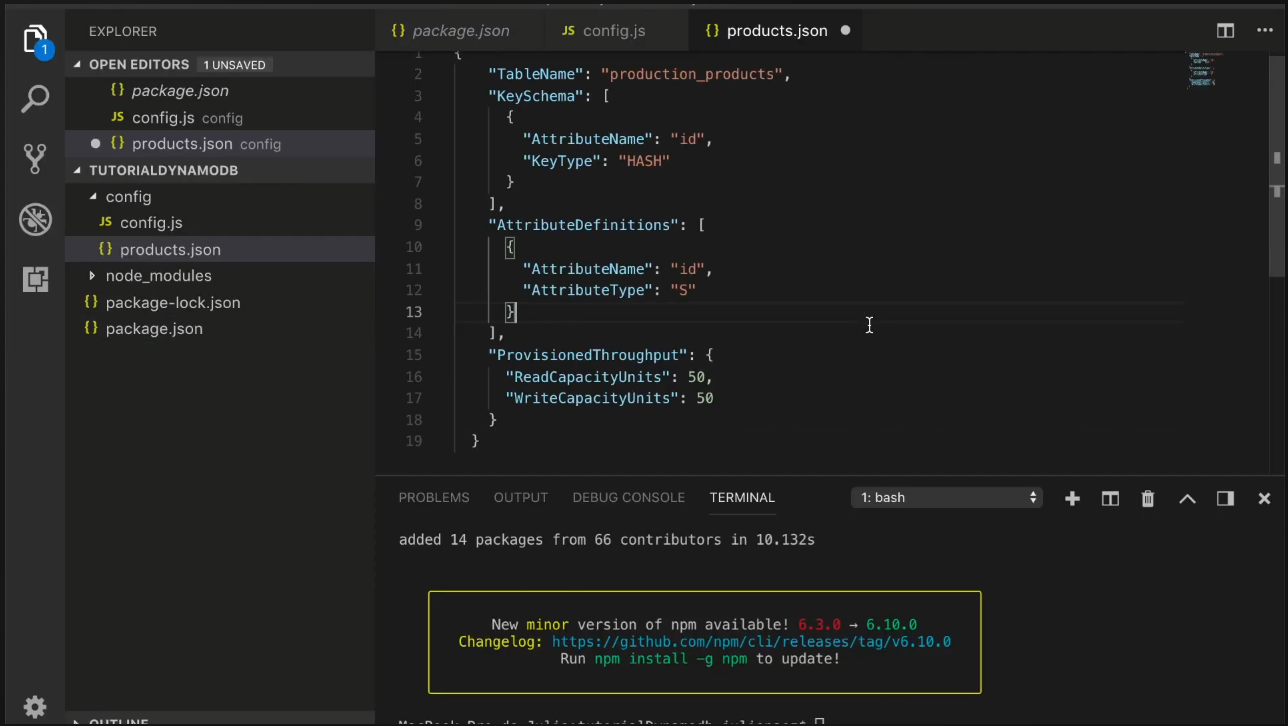 EXPLORER
OPEN EDITORS 1 UNSAVED
{} package.json
JS config.js config
{} products.json config
TUTORIALDYNAMODB
config
JS config.js
{} products.json
node_modules
{} package-lock.json
{} package.json
OUTLINE
1
{} package.json JS config.js {} products.json
1 {
2 "TableName": "production_products",
3 "KeySchema": [
4 {
5 "AttributeName": "id",
6 "KeyType": "HASH"
7 }
8 ],
9 "AttributeDefinitions": [
10 {
11 "AttributeName": "id",
12 "AttributeType": "S"
13 }
14 ],
15 "ProvisionedThroughput": {
16 "ReadCapacityUnits": 50,
17 "WriteCapacityUnits": 50
18 }
19 }
PROBLEMS OUTPUT DEBUG CONSOLE TERMINAL 1: bash
added 14 packages from 66 contributors in 10.132s
New minor version of npm available! 6.3.0 → 6.10.0
Changelog: https://github.com/npm/cli/releases/tag/v6.10.0
Run npm install -g npm to update!